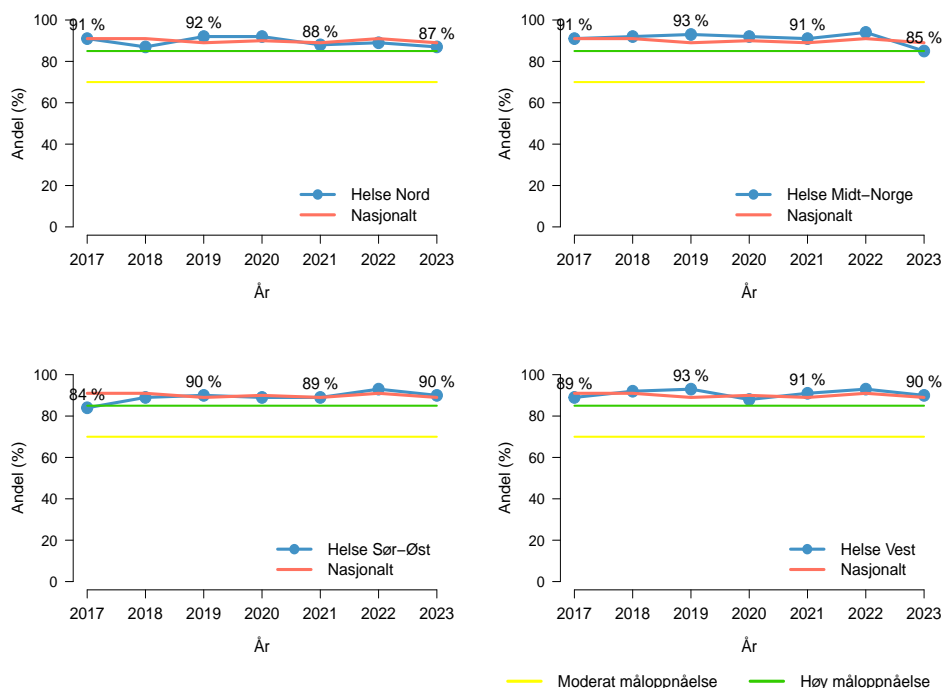 100
80
60
40
20
0
Andel (%)
91 %
92 %
88 %
87 %
Helse Nord
Nasjonalt
2017 2018 2019 2020 2021 2022 2023
År
100
80
60
40
20
0
Andel (%)
91 %
93 %
91 %
85 %
Helse Midt−Norge
Nasjonalt
2017 2018 2019 2020 2021 2022 2023
År
100
80
60
40
20
0
Andel (%)
84 %
90 %
89 %
90 %
Helse Sør−Øst
Nasjonalt
2017 2018 2019 2020 2021 2022 2023
År
100
80
60
40
20
0
Andel (%)
89 %
93 %
91 %
90 %
Helse Vest
Nasjonalt
2017 2018 2019 2020 2021 2022 2023
År
Moderat måloppnåelse Høy måloppnåelse